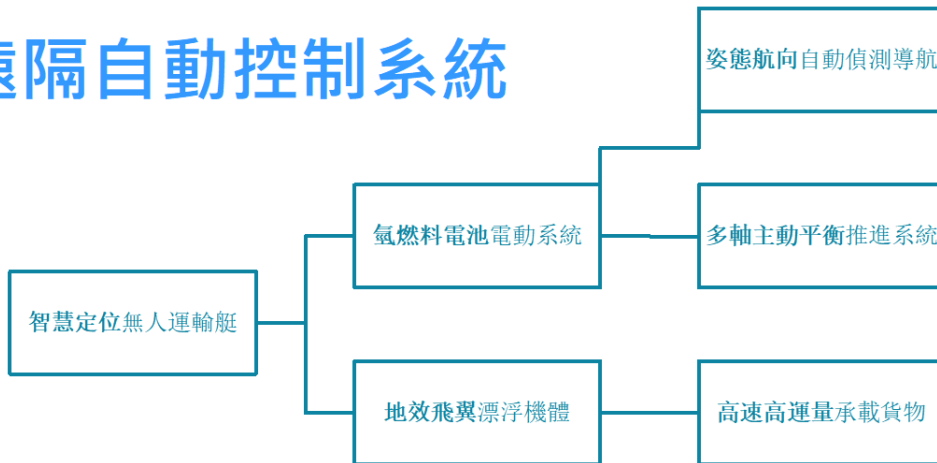 遠隔自動控制系統
姿態航向自動偵測導航
氫燃料電池電動系統
多軸主動平衡推進系統
智慧定位無人運輸艇
地效飛翼漂浮機體
高速高運量承載貨物